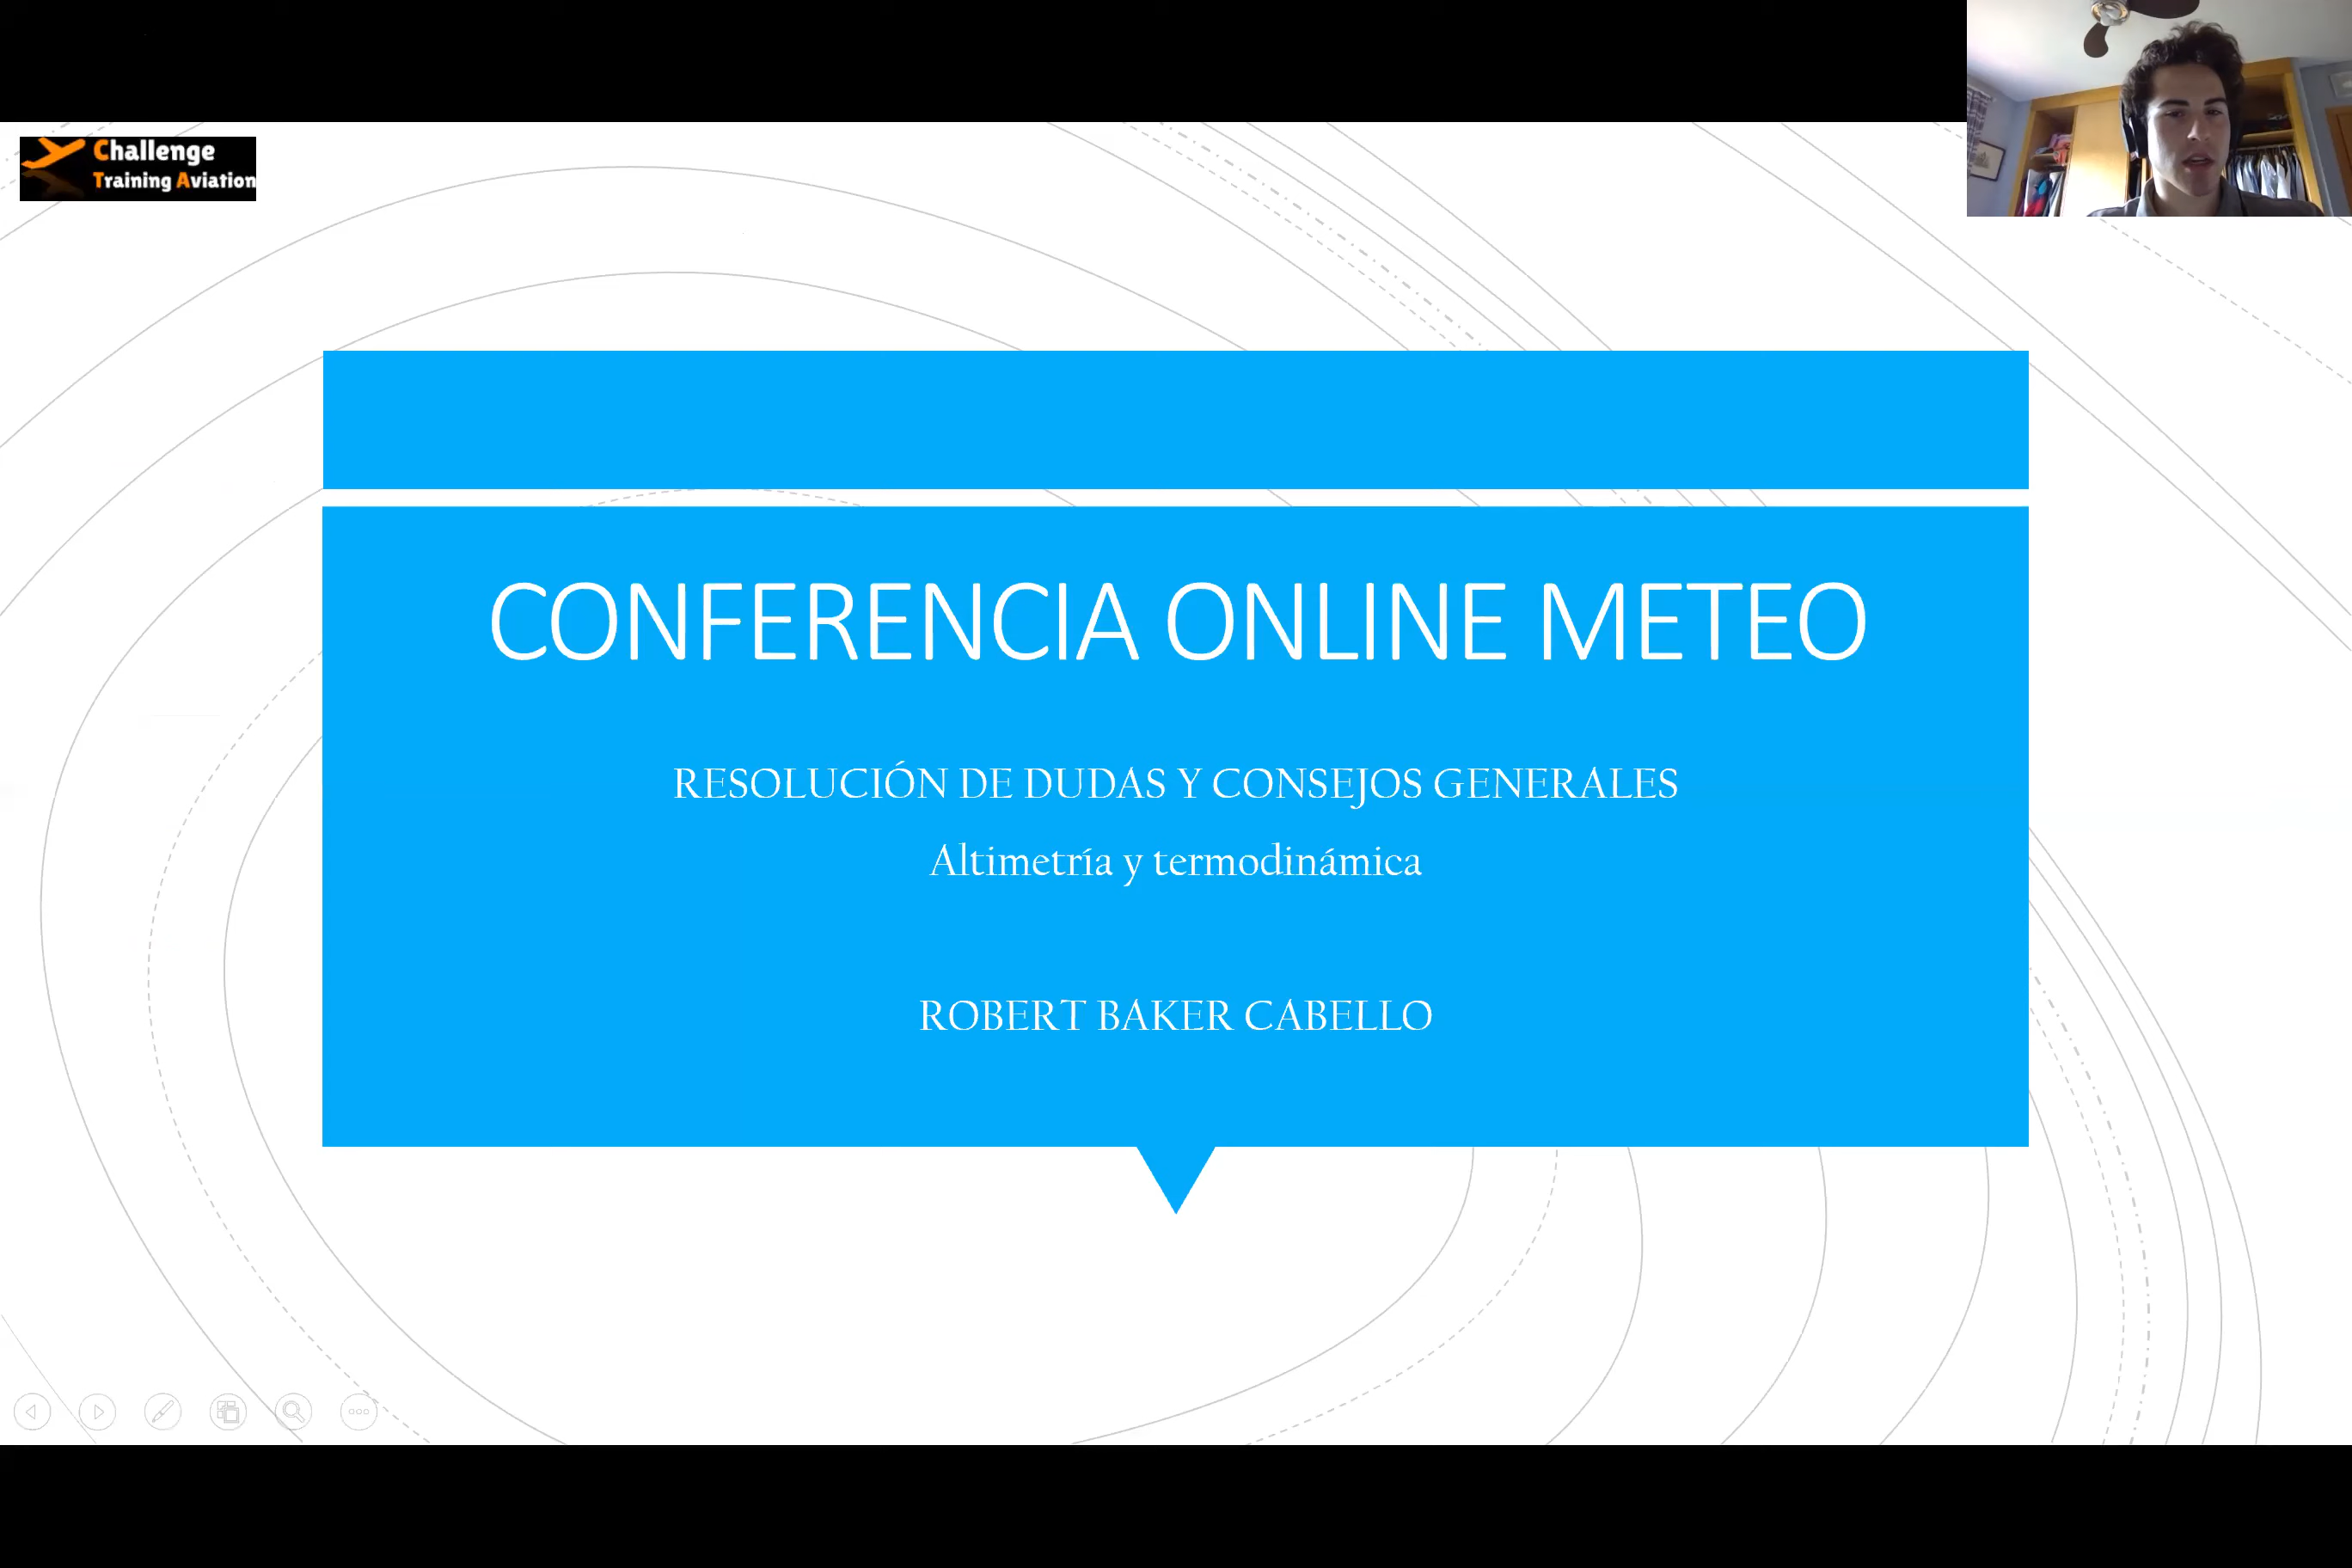 Challenge
Training Aviation
CONFERENCIA ONLINE METEO
RESOLUCIÓN DE DUDAS Y CONSEJOS GENERALES
Altimetría y termodinámica
ROBERT BAKER CABELLO